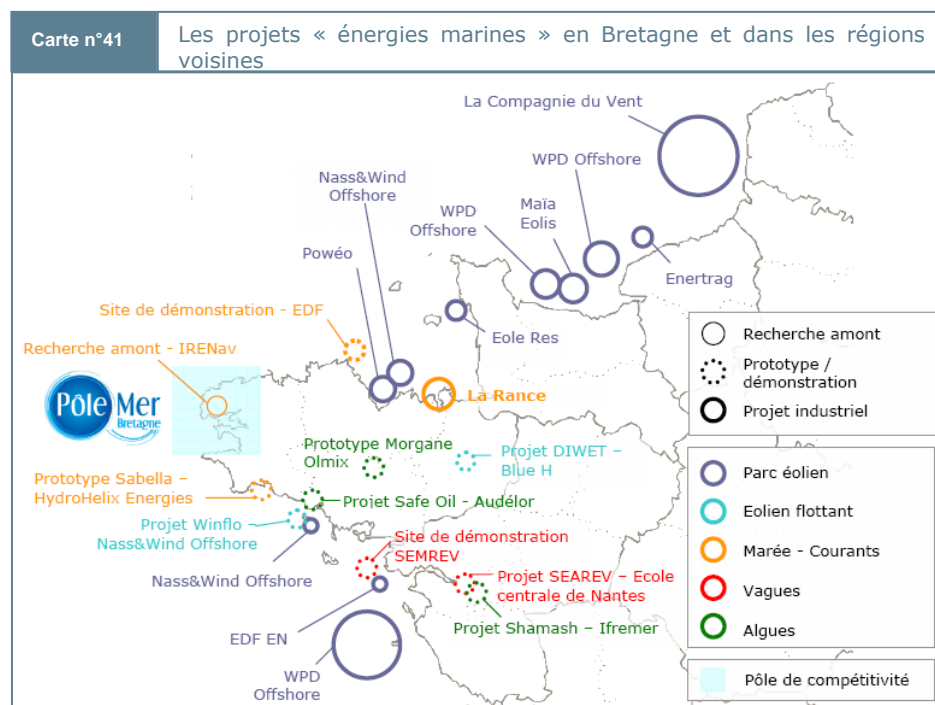 Carte n°41
Les projets « énergies marines » en Bretagne et dans les régions
voisines
La Compagnie du Vent
WPD Offshore
Nass&Wind
Offshore
Maïa
Eolis
WPD
Offshore
Powéo
Enertrag
Site de démonstration - EDF
Eole Res
Recherche amont - IRENav
La Rance
Pôle Mer
Bretagne
Prototype Morgane
Olmix
Projet DIWET –
Blue H
Prototype Sabella –
HydroHelix Energies
Projet Safe Oil - Audélor
Projet Winflo
Nass&Wind Offshore
Site de démonstration
SEMREV
Nass&Wind Offshore
Projet SEAREV – Ecole
centrale de Nantes
Projet Shamash – Ifremer
EDF EN
WPD
Offshore
Recherche amont
Prototype /
démonstration
Projet industriel
Parc éolien
Eolien flottant
Marée - Courants
Vagues
Algues
Pôle de compétitivité